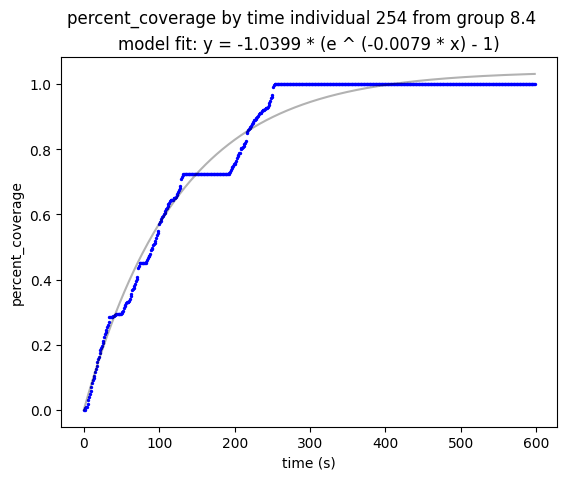 percent_coverage by time individual 254 from group 8.4
model fit: y = -1.0399 * (e ^ (-0.0079 * x) - 1)
percent_coverage
1.0
0.8
0.6
0.4
0.2
0.0
0 100 200 300 400 500 600
time (s)